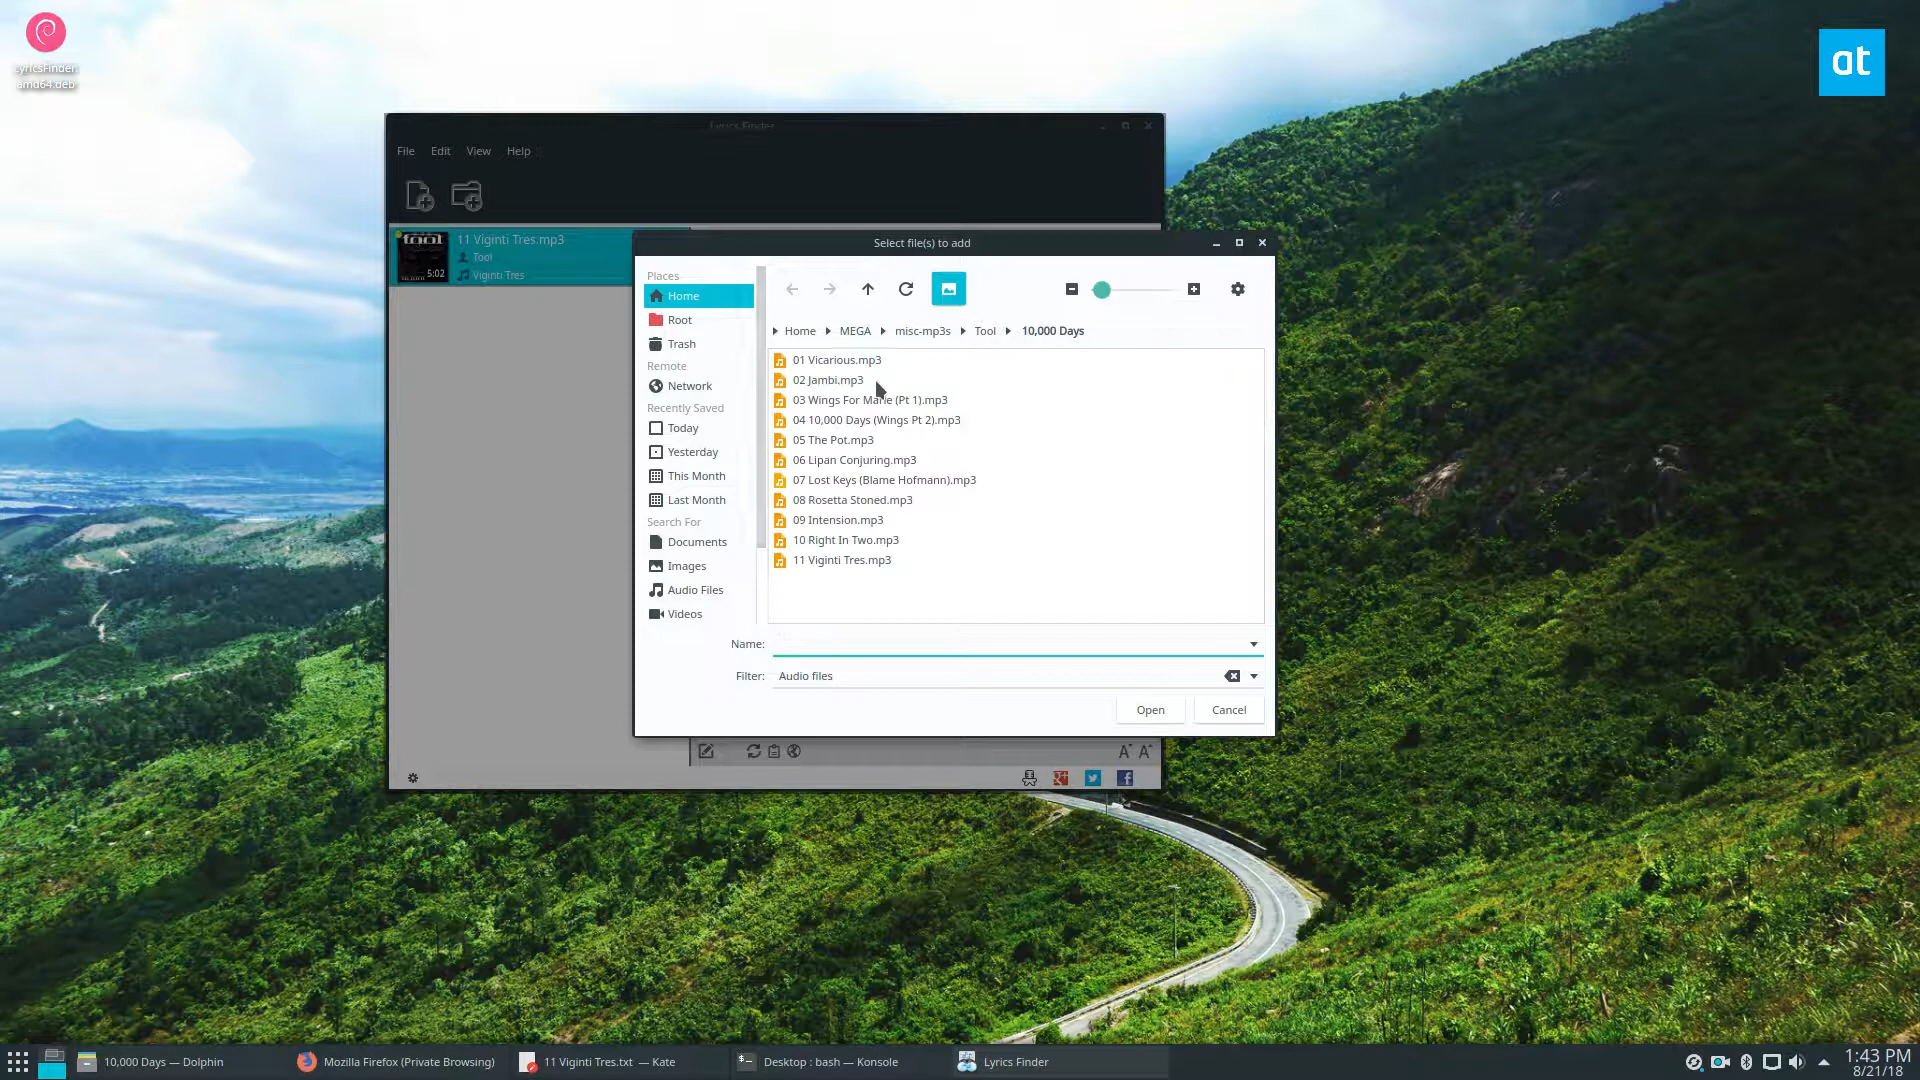 LyricsFinder.
amd64.deb
at
Lyrics Finder
File Edit View Help
11 Viginti Tres.mp3
Tool
Viginti Tres
TOOL
5:02
Select file(s) to add
Places
Home
Root
Trash
Remote
Network
Recently Saved
Today
Yesterday
This Month
Last Month
Search For
Documents
Images
Audio Files
Videos
Home MEGA misc-mp3s Tool 10,000 Days
01 Vicarious.mp3
02 Jambi.mp3
03 Wings For Marie (Pt 1).mp3
04 10,000 Days (Wings Pt 2).mp3
05 The Pot.mp3
06 Lipan Conjuring.mp3
07 Lost Keys (Blame Hofmann).mp3
08 Rosetta Stoned.mp3
09 Intension.mp3
10 Right In Two.mp3
11 Viginti Tres.mp3
Name:
Filter: Audio files
Open Cancel
A A
10,000 Days — Dolphin
Mozilla Firefox (Private Browsing)
11 Viginti Tres.txt — Kate
Desktop : bash — Konsole
Lyrics Finder
1:43 PM
8/21/18